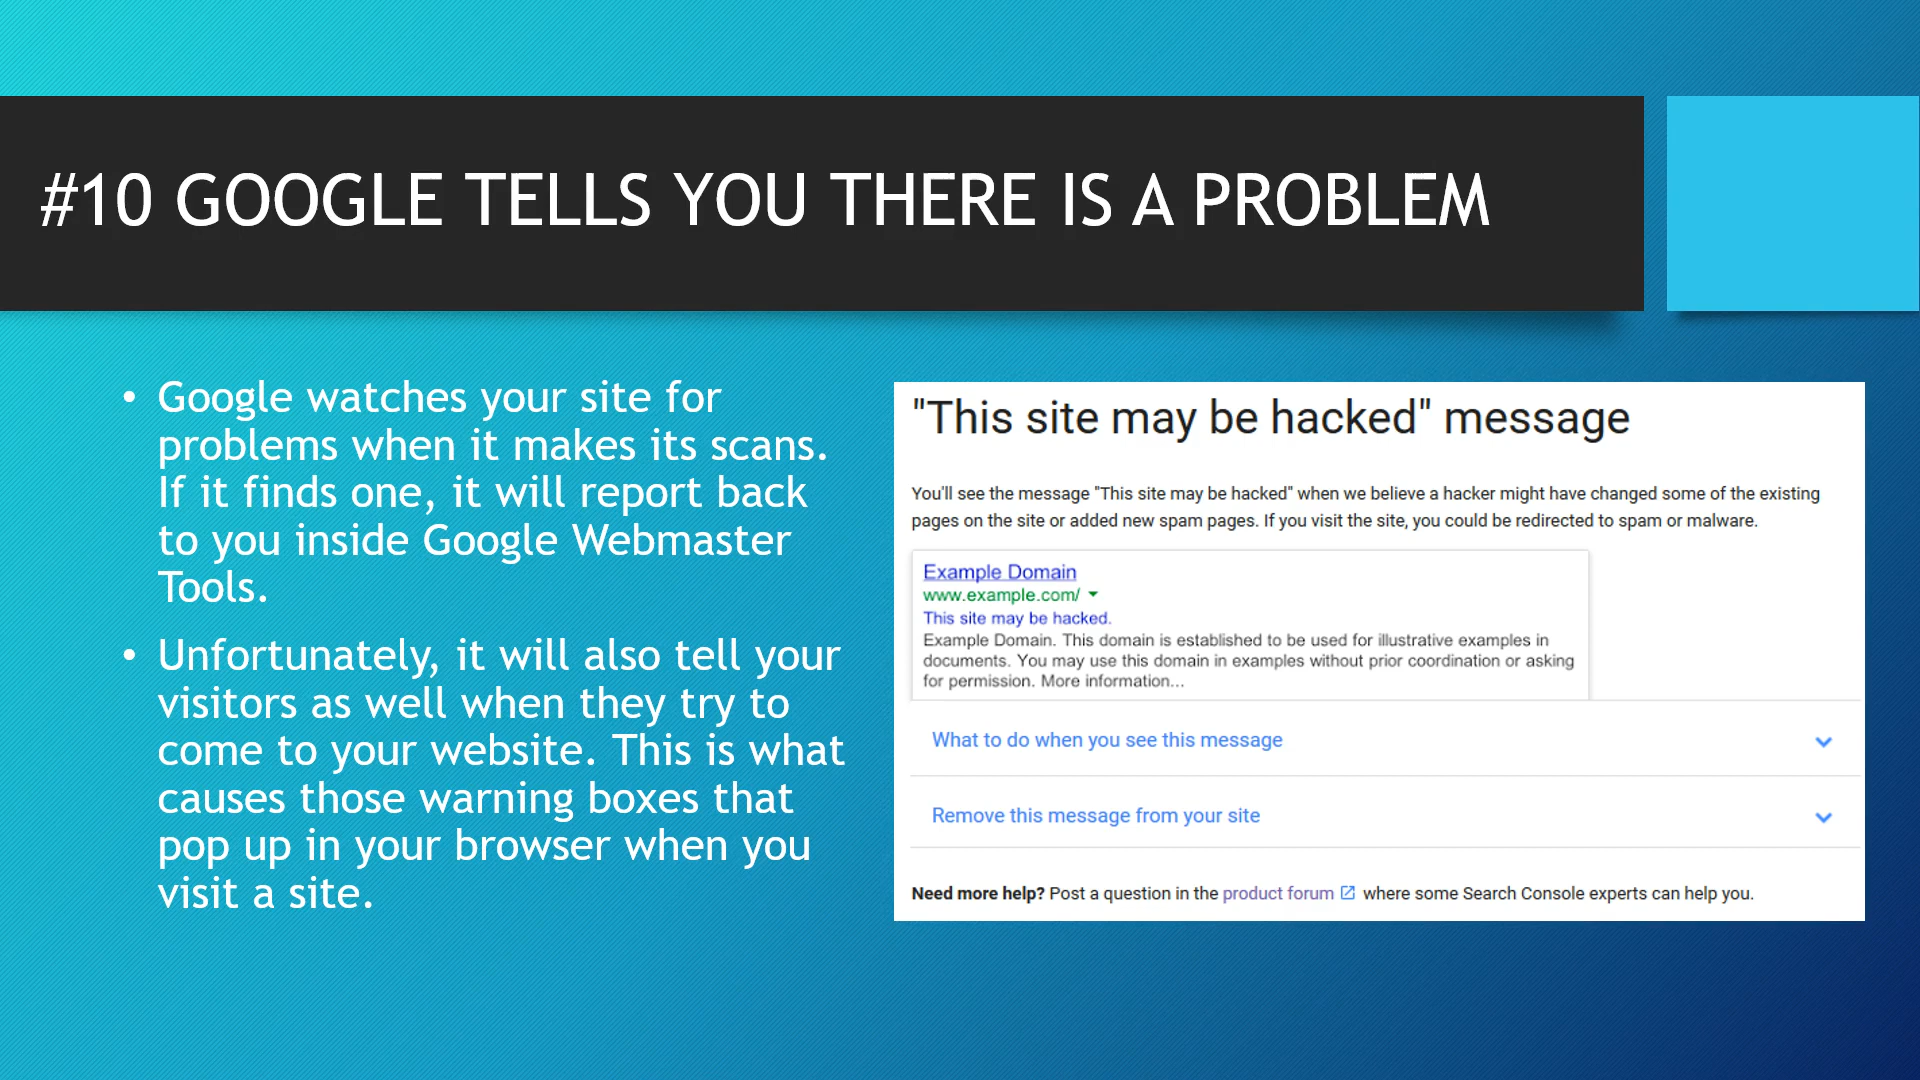 #10 GOOGLE TELLS YOU THERE IS A PROBLEM
• Google watches your site for
problems when it makes its scans.
If it finds one, it will report back
to you inside Google Webmaster
Tools.
• Unfortunately, it will also tell your
visitors as well when they try to
come to your website. This is what
causes those warning boxes that
pop up in your browser when you
visit a site.
"This site may be hacked" message
You'll see the message "This site may be hacked" when we believe a hacker might have changed some of the existing
pages on the site or added new spam pages. If you visit the site, you could be redirected to spam or malware.
Example Domain
www.example.com/
This site may be hacked.
Example Domain. This domain is established to be used for illustrative examples in
documents. You may use this domain in examples without prior coordination or asking
for permission. More information...
What to do when you see this message
Remove this message from your site
Need more help? Post a question in the product forum where some Search Console experts can help you.